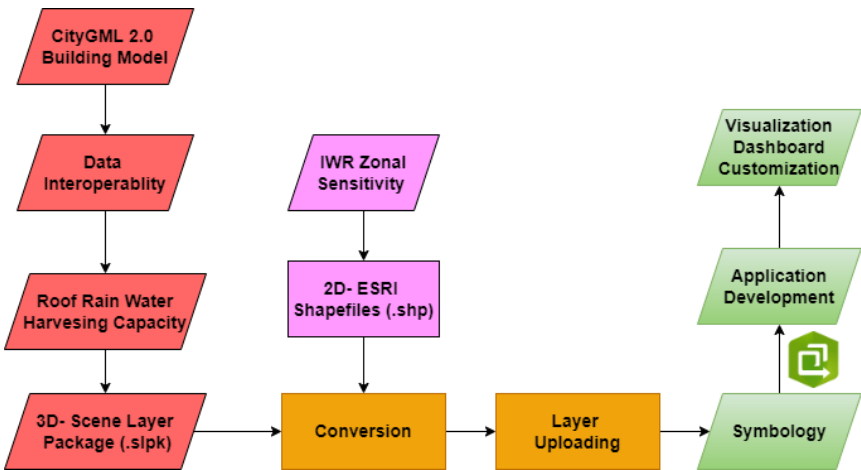 CityGML 2.0
Building Model
Data
Interoperablity
Roof Rain Water
Harvesing Capacity
3D- Scene Layer
Package (.slpk)
IWR Zonal
Sensitivity
2D- ESRI
Shapefiles (.shp)
Conversion
Layer
Uploading
Symbology
Application
Development
Visualization
Dashboard
Customization